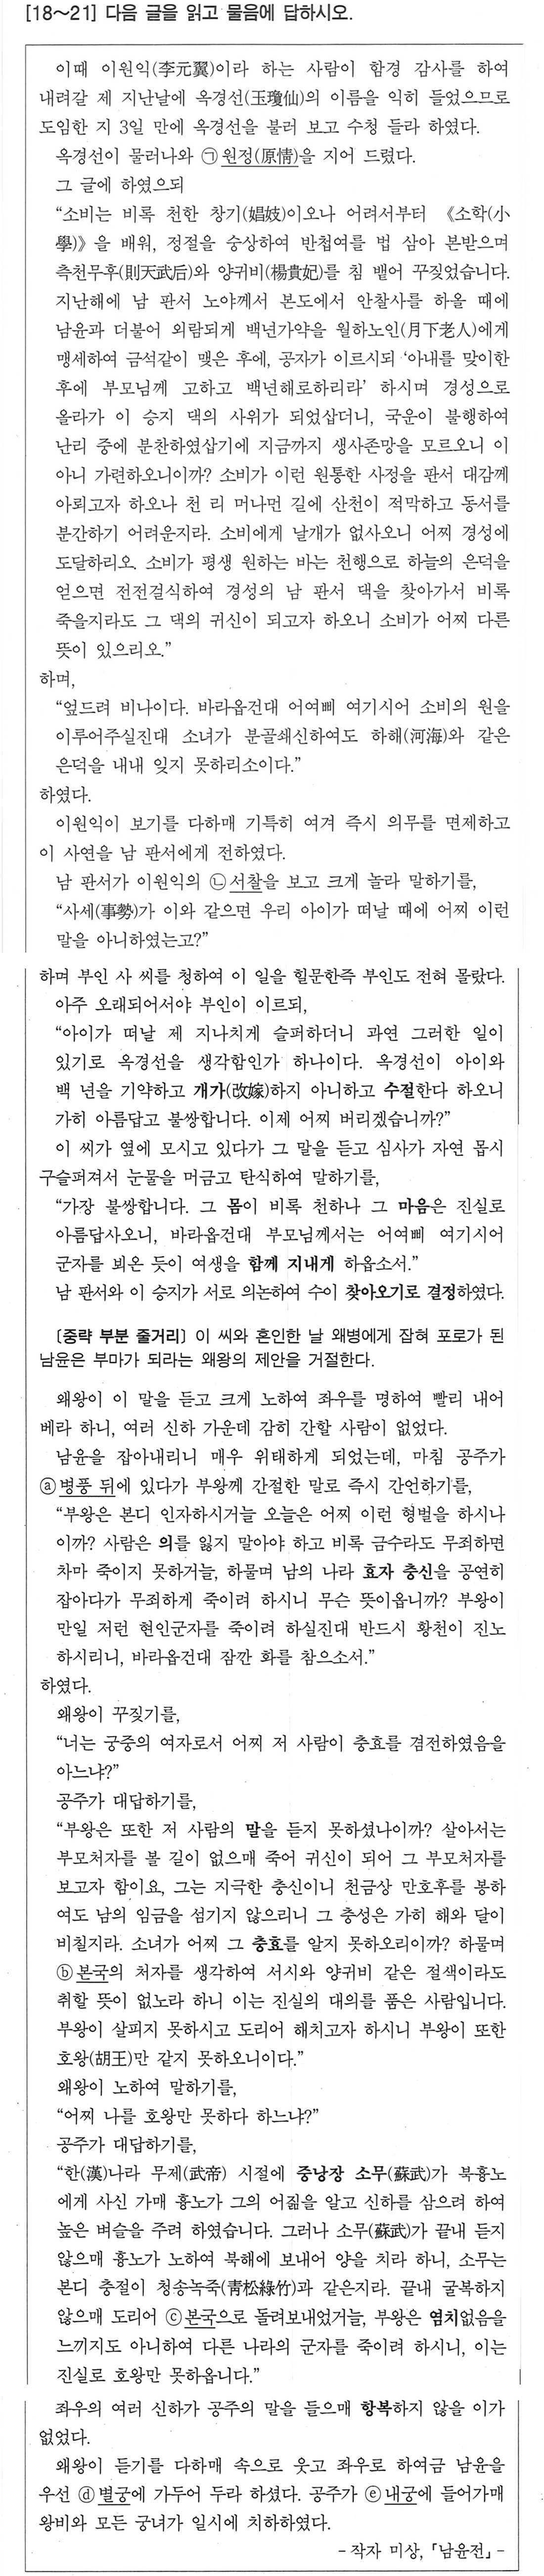 [18~21] 다음 글을 읽고 물음에 답하시오.
이때 이원익(李元翼)이라 하는 사람이 함경 감사를 하여
내려갈 제 지난날에 옥경선(玉瓊仙)의 이름을 익히 들었으므로
도임한 지 3일 만에 옥경선을 불러 보고 수청 들라 하였다.
옥경선이 물러나와 ㉠원정(原情)을 지어 드렸다.
그 글에 하였으되
“소비는 비록 천한 창기(娼妓)이오나 어려서부터 《소학(小
學)》을 배워, 정절을 숭상하여 반첩여를 법 삼아 본받으며
측천무후(則天武后)와 양귀비(楊貴妃)를 침 뱉어 꾸짖었습니다.
지난해에 남 판서 노야께서 본도에서 안찰사를 하올 때에
남윤과 더불어 외람되게 백년가약을 월하노인(月下老人)에게
맹세하여 금석같이 맺은 후에, 공자가 이르시되 ‘아내를 맞이한
후에 부모님께 고하고 백년해로하리라’ 하시며 경성으로
올라가 이 승지 댁의 사위가 되었삽더니, 국운이 불행하여
난리 중에 분찬하였삽기에 지금까지 생사존망을 모르오니 이
아니 가련하오니이까? 소비가 이런 원통한 사정을 판서 대감께
아뢰고자 하오나 천 리 머나먼 길에 산천이 적막하고 동서를
분간하기 어려운지라. 소비에게 날개가 없사오니 어찌 경성에
도달하리오. 소비가 평생 원하는 바는 천행으로 하늘의 은덕을
얻으면 전전걸식하여 경성의 남 판서 댁을 찾아가서 비록
죽을지라도 그 댁의 귀신이 되고자 하오니 소비가 어찌 다른
뜻이 있으리오.”
하며,
“엎드려 비나이다. 바라옵건대 어여삐 여기시어 소비의 원을
이루어주실진대 소녀가 분골쇄신하여도 하해(河海)와 같은
은덕을 내내 잊지 못하리소이다.”
하였다.
이원익이 보기를 다하매 기특히 여겨 즉시 의무를 면제하고
이 사연을 남 판서에게 전하였다.
남 판서가 이원익의 ㉡서찰을 보고 크게 놀라 말하기를,
“사세(事勢)가 이와 같으면 우리 아이가 떠날 때에 어찌 이런
말을 아니하였는고?”
하며 부인 사 씨를 청하여 이 일을 힐문한즉 부인도 전혀 몰랐다.
아주 오래되어서야 부인이 이르되,
“아이가 떠날 제 지나치게 슬퍼하더니 과연 그러한 일이
있기로 옥경선을 생각함인가 하나이다. 옥경선이 아이와
백 년을 기약하고 개가(改嫁)하지 아니하고 수절한다 하오니
가히 아름답고 불쌍합니다. 이제 어찌 버리겠습니까?”
이 씨가 옆에 모시고 있다가 그 말을 듣고 심사가 자연 몹시
구슬퍼져서 눈물을 머금고 탄식하여 말하기를,
“가장 불쌍합니다. 그 몸이 비록 천하나 그 마음은 진실로
아름답사오니, 바라옵건대 부모님께서는 어여삐 여기시어
군자를 뵈온 듯이 여생을 함께 지내게 하옵소서.”
남 판서와 이 승지가 서로 의논하여 수이 찾아오기로 결정하였다.
[중략 부분 줄거리] 이 씨와 혼인한 날 왜병에게 잡혀 포로가 된
남윤은 부마가 되라는 왜왕의 제안을 거절한다.
왜왕이 이 말을 듣고 크게 노하여 좌우를 명하여 빨리 내어
베라 하니, 여러 신하 가운데 감히 간할 사람이 없었다.
남윤을 잡아내리니 매우 위태하게 되었는데, 마침 공주가
ⓐ병풍 뒤에 있다가 부왕께 간절한 말로 즉시 간언하기를,
“부왕은 본디 인자하시거늘 오늘은 어찌 이런 형벌을 하시나
이까? 사람은 의를 잃지 말아야 하고 비록 금수라도 무죄하면
차마 죽이지 못하거늘, 하물며 남의 나라 효자 충신을 공연히
잡아다가 무죄하게 죽이려 하시니 무슨 뜻이옵니까? 부왕이
만일 저런 현인군자를 죽이려 하실진대 반드시 황천이 진노
하시리니, 바라옵건대 잠깐 화를 참으소서.”
하였다.
왜왕이 꾸짖기를,
“너는 궁중의 여자로서 어찌 저 사람이 충효를 겸전하였음을
아느냐?”
공주가 대답하기를,
“부왕은 또한 저 사람의 말을 듣지 못하셨나이까? 살아서는
부모처자를 볼 길이 없으매 죽어 귀신이 되어 그 부모처자를
보고자 함이요, 그는 지극한 충신이니 천금상 만호후를 봉하
여도 남의 임금을 섬기지 않으리니 그 충성은 가히 해와 달이
비칠지라. 소녀가 어찌 그 충효를 알지 못하오리이까? 하물며
ⓑ본국의 처자를 생각하여 서시와 양귀비 같은 절색이라도
취할 뜻이 없노라 하니 이는 진실의 대의를 품은 사람입니다.
부왕이 살피지 못하시고 도리어 해치고자 하시니 부왕이 또한
호왕(胡王)만 같지 못하오니이다.”
왜왕이 노하여 말하기를,
“어찌 나를 호왕만 못하다 하느냐?”
공주가 대답하기를,
“한(漢)나라 무제(武帝) 시절에 중낭장 소무(蘇武)가 북흉노
에게 사신 가매 흉노가 그의 어짊을 알고 신하를 삼으려 하여
높은 벼슬을 주려 하였습니다. 그러나 소무(蘇武)가 끝내 듣지
않으매 흉노가 노하여 북해에 보내어 양을 치라 하니, 소무는
본디 충절이 청송녹죽(靑松綠竹)과 같은지라. 끝내 굴복하지
않으매 도리어 ⓒ본국으로 돌려보내었거늘, 부왕은 염치없음을
느끼지도 아니하여 다른 나라의 군자를 죽이려 하시니, 이는
진실로 호왕만 못하옵니다.”
좌우의 여러 신하가 공주의 말을 들으매 항복하지 않을 이가
없었다.
왜왕이 듣기를 다하매 속으로 웃고 좌우로 하여금 남윤을
우선 ⓓ별궁에 가두어 두라 하셨다. 공주가 ⓔ내궁에 들어가매
왕비와 모든 궁녀가 일시에 치하하였다.
- 작자 미상, 「남윤전」 -